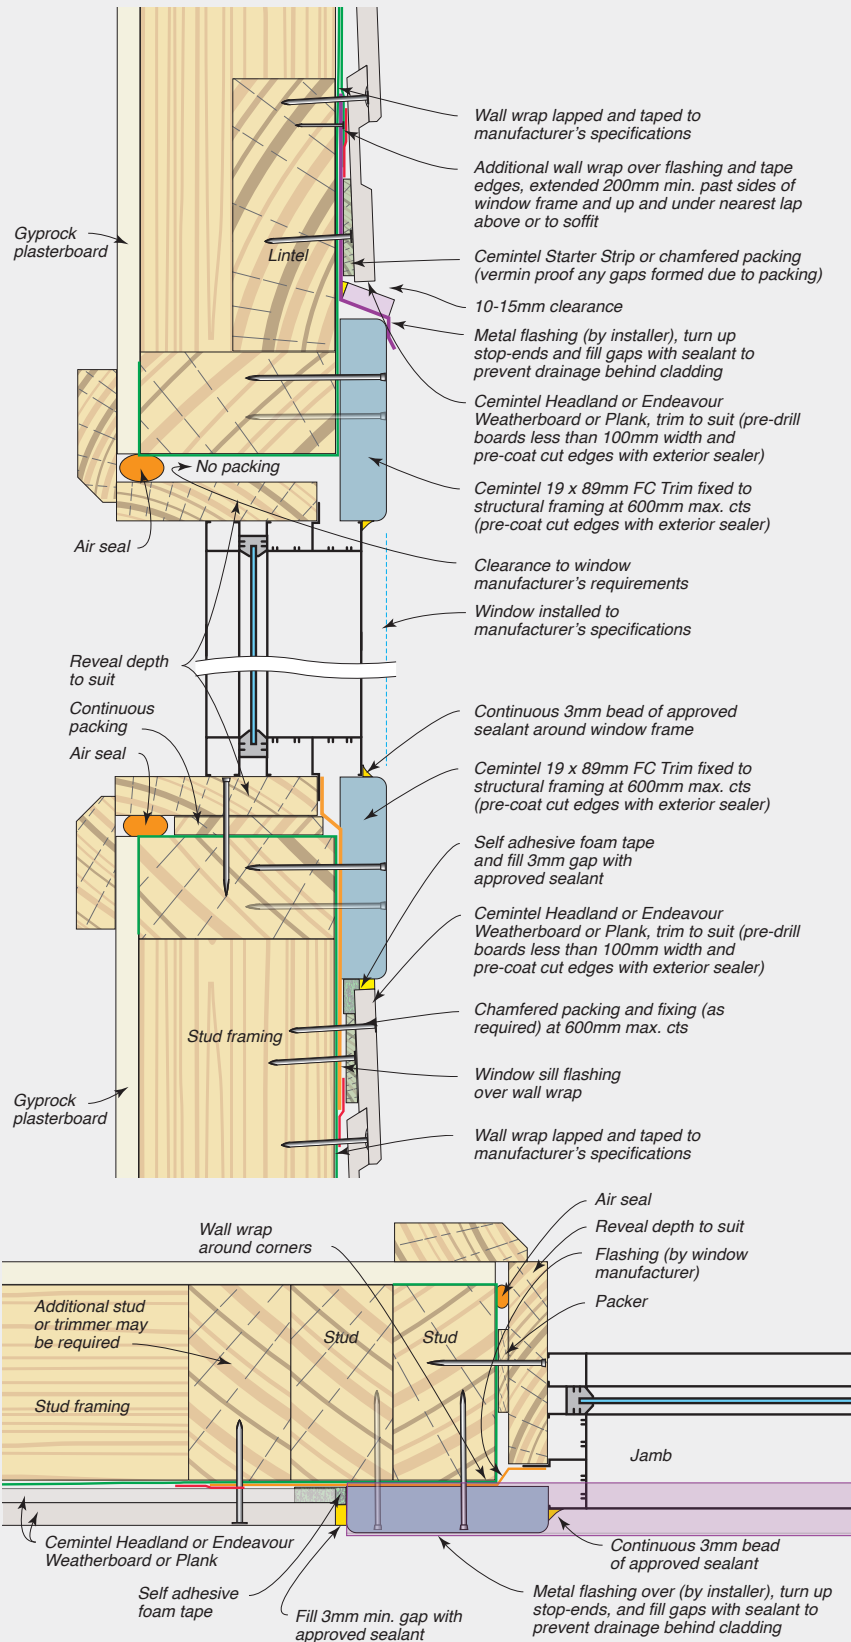 Wall wrap lapped and taped to
manufacturer's specifications
Additional wall wrap over flashing and tape
edges, extended 200mm min. past sides of
window frame and up and under nearest lap
above or to soffit
Gyprock
plasterboard
Lintel
Cemintel Starter Strip or chamfered packing
(vermin proof any gaps formed due to packing)
10-15mm clearance
Metal flashing (by installer), turn up
stop-ends and fill gaps with sealant to
prevent drainage behind cladding
Cemintel Headland or Endeavour
Weatherboard or Plank, trim to suit (pre-drill
boards less than 100mm width and
pre-coat cut edges with exterior sealer)
No packing
Cemintel 19 x 89mm FC Trim fixed to
structural framing at 600mm max. cts
(pre-coat cut edges with exterior sealer)
Air seal
Clearance to window
manufacturer's requirements
Window installed to
manufacturer's specifications
Reveal depth
to suit
Continuous
packing
Air seal
Continuous 3mm bead of approved
sealant around window frame
Cemintel 19 x 89mm FC Trim fixed to
structural framing at 600mm max. cts
(pre-coat cut edges with exterior sealer)
Self adhesive foam tape
and fill 3mm gap with
approved sealant
Cemintel Headland or Endeavour
Weatherboard or Plank, trim to suit (pre-drill
boards less than 100mm width and
pre-coat cut edges with exterior sealer)
Stud framing
Chamfered packing and fixing (as
required) at 600mm max. cts
Window sill flashing
over wall wrap
Gyprock
plasterboard
Wall wrap lapped and taped to
manufacturer's specifications
Air seal
Wall wrap
around corners
Reveal depth to suit
Flashing (by window
manufacturer)
Packer
Additional stud
or trimmer may
be required
Stud
Stud
Stud framing
Jamb
Cemintel Headland or Endeavour
Weatherboard or Plank
Continuous 3mm bead
of approved sealant
Self adhesive
foam tape
Fill 3mm min. gap with
approved sealant
Metal flashing over (by installer), turn up
stop-ends, and fill gaps with sealant to
prevent drainage behind cladding